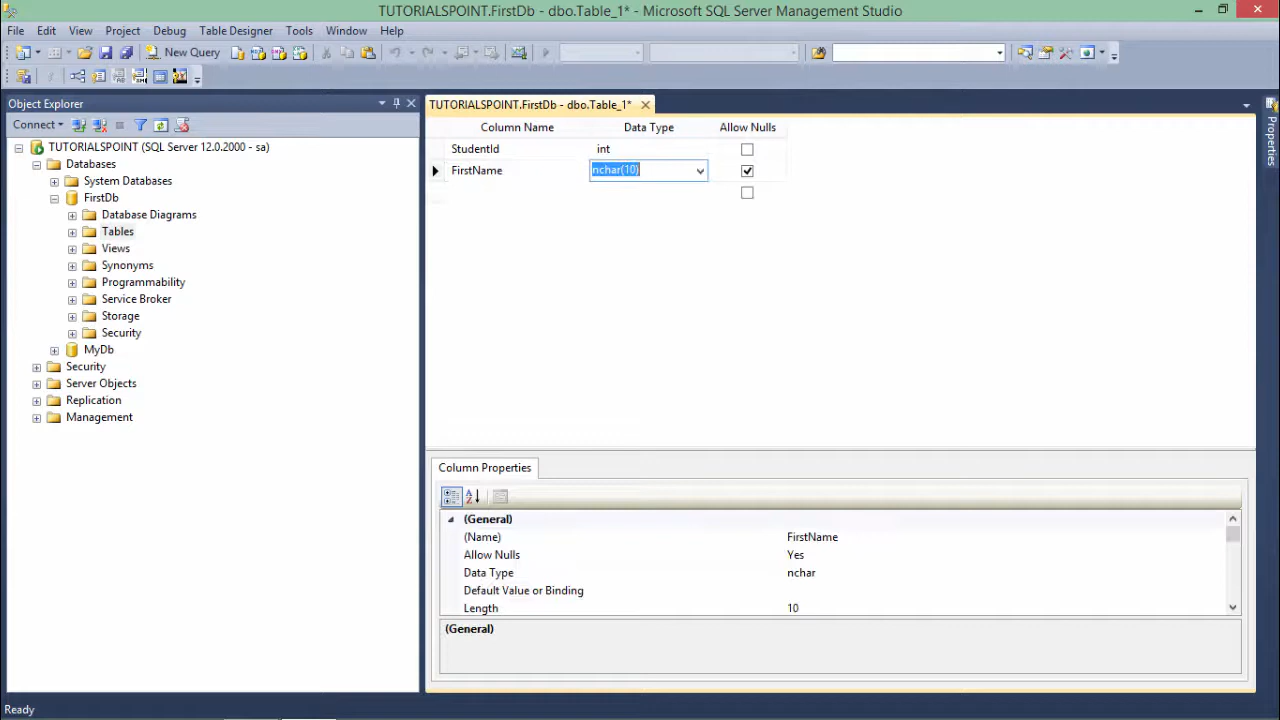 TUTORIALSPOINT.FirstDb - dbo.Table_1* - Microsoft SQL Server Management Studio
File Edit View Project Debug Table Designer Tools Window Help
New Query
Object Explorer
Connect
TUTORIALSPOINT (SQL Server 12.0.2000 - sa)
Databases
System Databases
FirstDb
Database Diagrams
Tables
Views
Synonyms
Programmability
Service Broker
Storage
Security
MyDb
Security
Server Objects
Replication
Management
TUTORIALSPOINT.FirstDb - dbo.Table_1*
Column Name Data Type Allow Nulls
StudentId int
FirstName nchar(10)
Column Properties
(General)
(Name) FirstName
Allow Nulls Yes
Data Type nchar
Default Value or Binding
Length 10
(General)
Properties
Ready